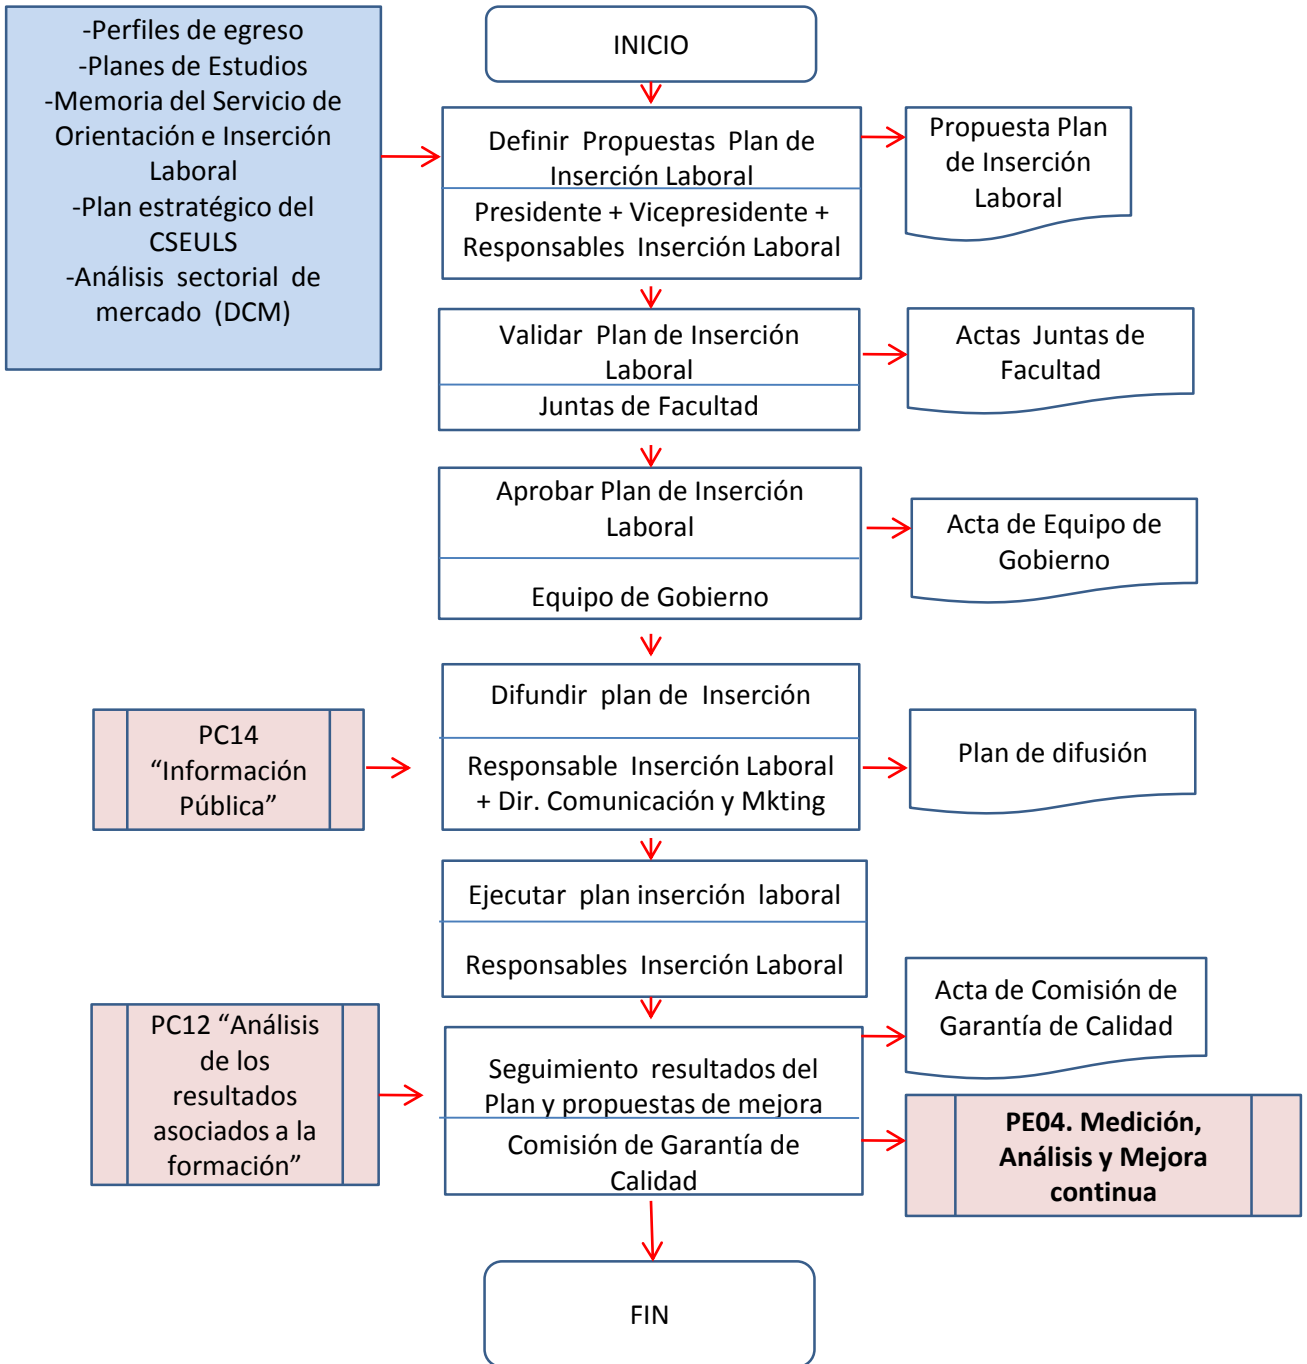 -Perfiles de egreso
-Planes de Estudios
-Memoria del Servicio de
Orientación e Inserción
Laboral
-Plan estratégico del
CSEULS
-Análisis sectorial de
mercado (DCM)
INICIO
Definir Propuestas Plan de
Inserción Laboral
Presidente + Vicepresidente +
Responsables Inserción Laboral
Propuesta Plan
de Inserción
Laboral
Validar Plan de Inserción
Laboral
Juntas de Facultad
Actas Juntas de
Facultad
Aprobar Plan de Inserción
Laboral
Equipo de Gobierno
Acta de Equipo de
Gobierno
PC14
“Información
Pública”
Difundir plan de Inserción
Responsable Inserción Laboral
+ Dir. Comunicación y Mkting
Plan de difusión
Ejecutar plan inserción laboral
Responsables Inserción Laboral
PC12 “Análisis
de los
resultados
asociados a la
formación”
Seguimiento resultados del
Plan y propuestas de mejora
Comisión de Garantía de
Calidad
Acta de Comisión de
Garantía de Calidad
PE04. Medición,
Análisis y Mejora
continua
FIN